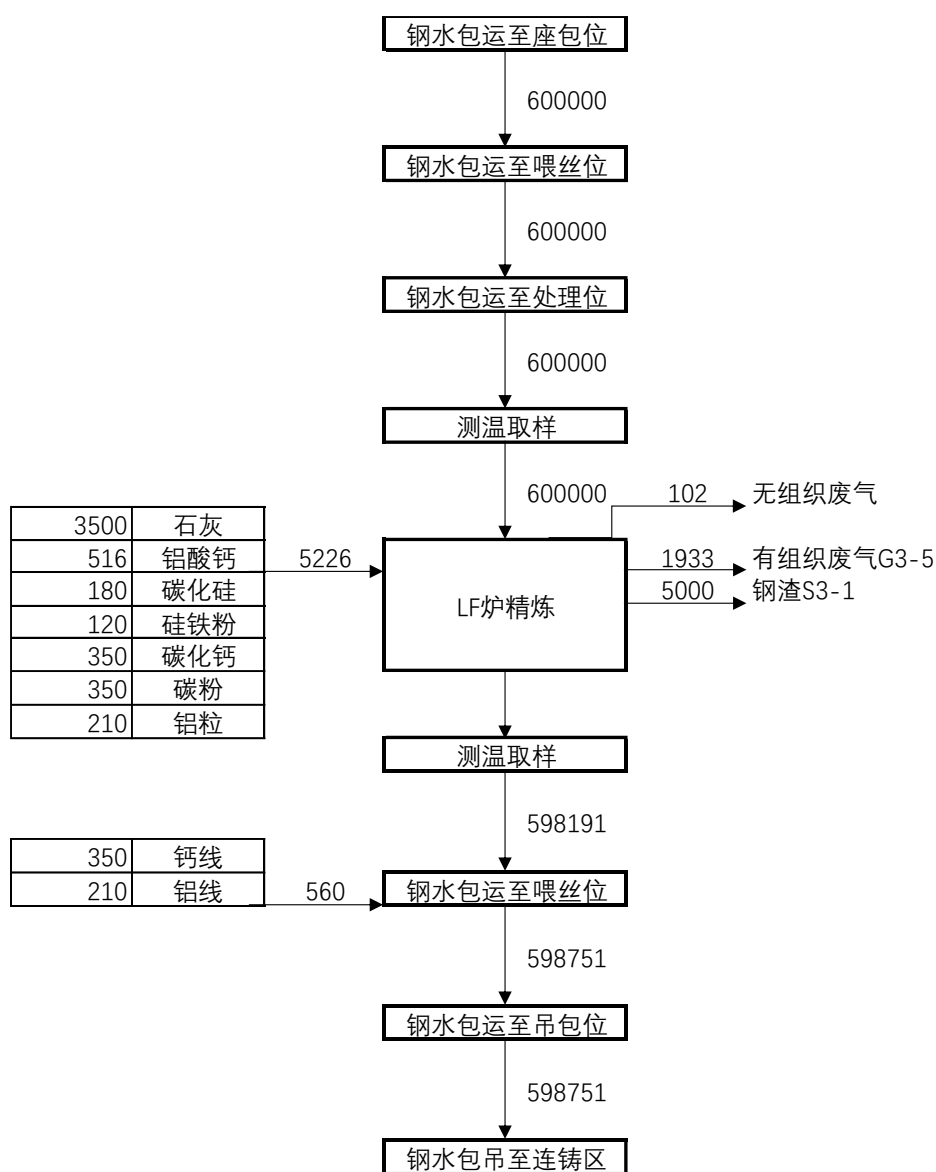 钢水包运至座包位
600000
钢水包运至喂丝位
600000
钢水包运至处理位
600000
测温取样
600000
102 无组织废气
3500 石灰
516 铝酸钙 5226
180 碳化硅
120 硅铁粉
350 碳化钙
350 碳粉
210 铝粒
LF炉精炼
1933 有组织废气G3-5
5000 钢渣S3-1
测温取样
598191
350 钙线
210 铝线 560
钢水包运至喂丝位
598751
钢水包运至吊包位
598751
钢水包吊至连铸区